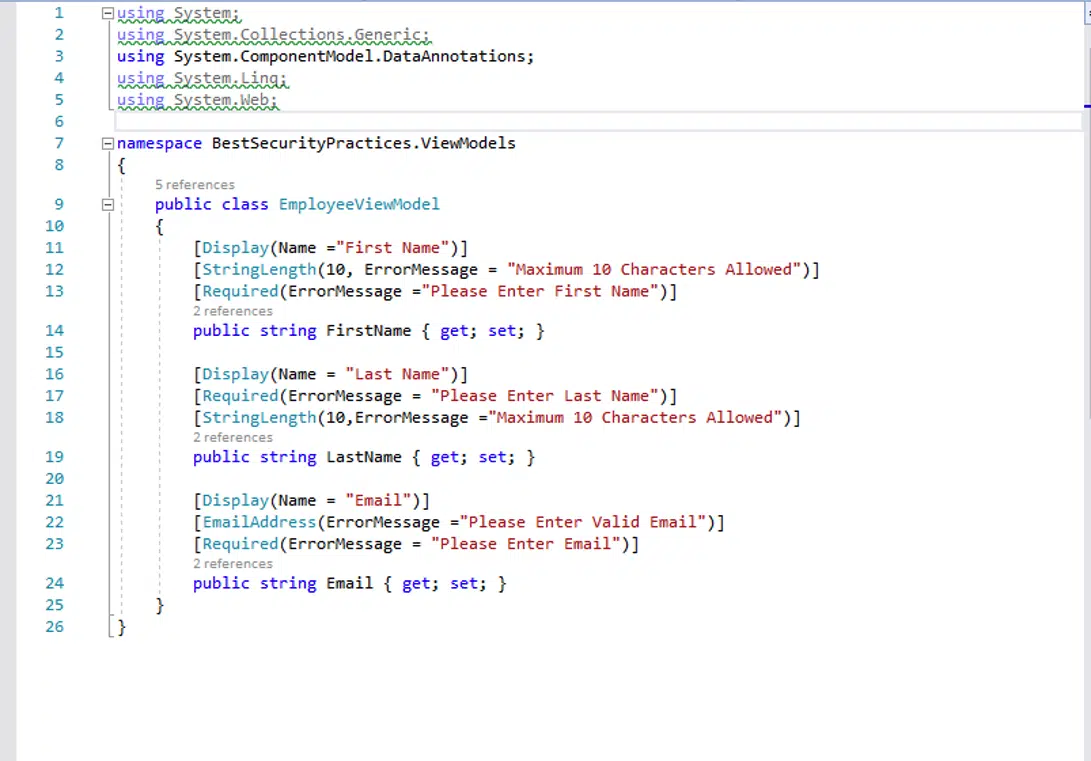 1 using System;
2 using System.Collections.Generic;
3 using System.ComponentModel.DataAnnotations;
4 using System.Linq;
5 using System.Web;
6
7 namespace BestSecurityPractices.ViewModels
8 {
5 references
9 public class EmployeeViewModel
10 {
11 [Display(Name ="First Name")]
12 [StringLength(10, ErrorMessage = "Maximum 10 Characters Allowed")]
13 [Required(ErrorMessage ="Please Enter First Name")]
2 references
14 public string FirstName { get; set; }
15
16 [Display(Name = "Last Name")]
17 [Required(ErrorMessage = "Please Enter Last Name")]
18 [StringLength(10,ErrorMessage ="Maximum 10 Characters Allowed")]
2 references
19 public string LastName { get; set; }
20
21 [Display(Name = "Email")]
22 [EmailAddress(ErrorMessage ="Please Enter Valid Email")]
23 [Required(ErrorMessage = "Please Enter Email")]
2 references
24 public string Email { get; set; }
25 }
26 }